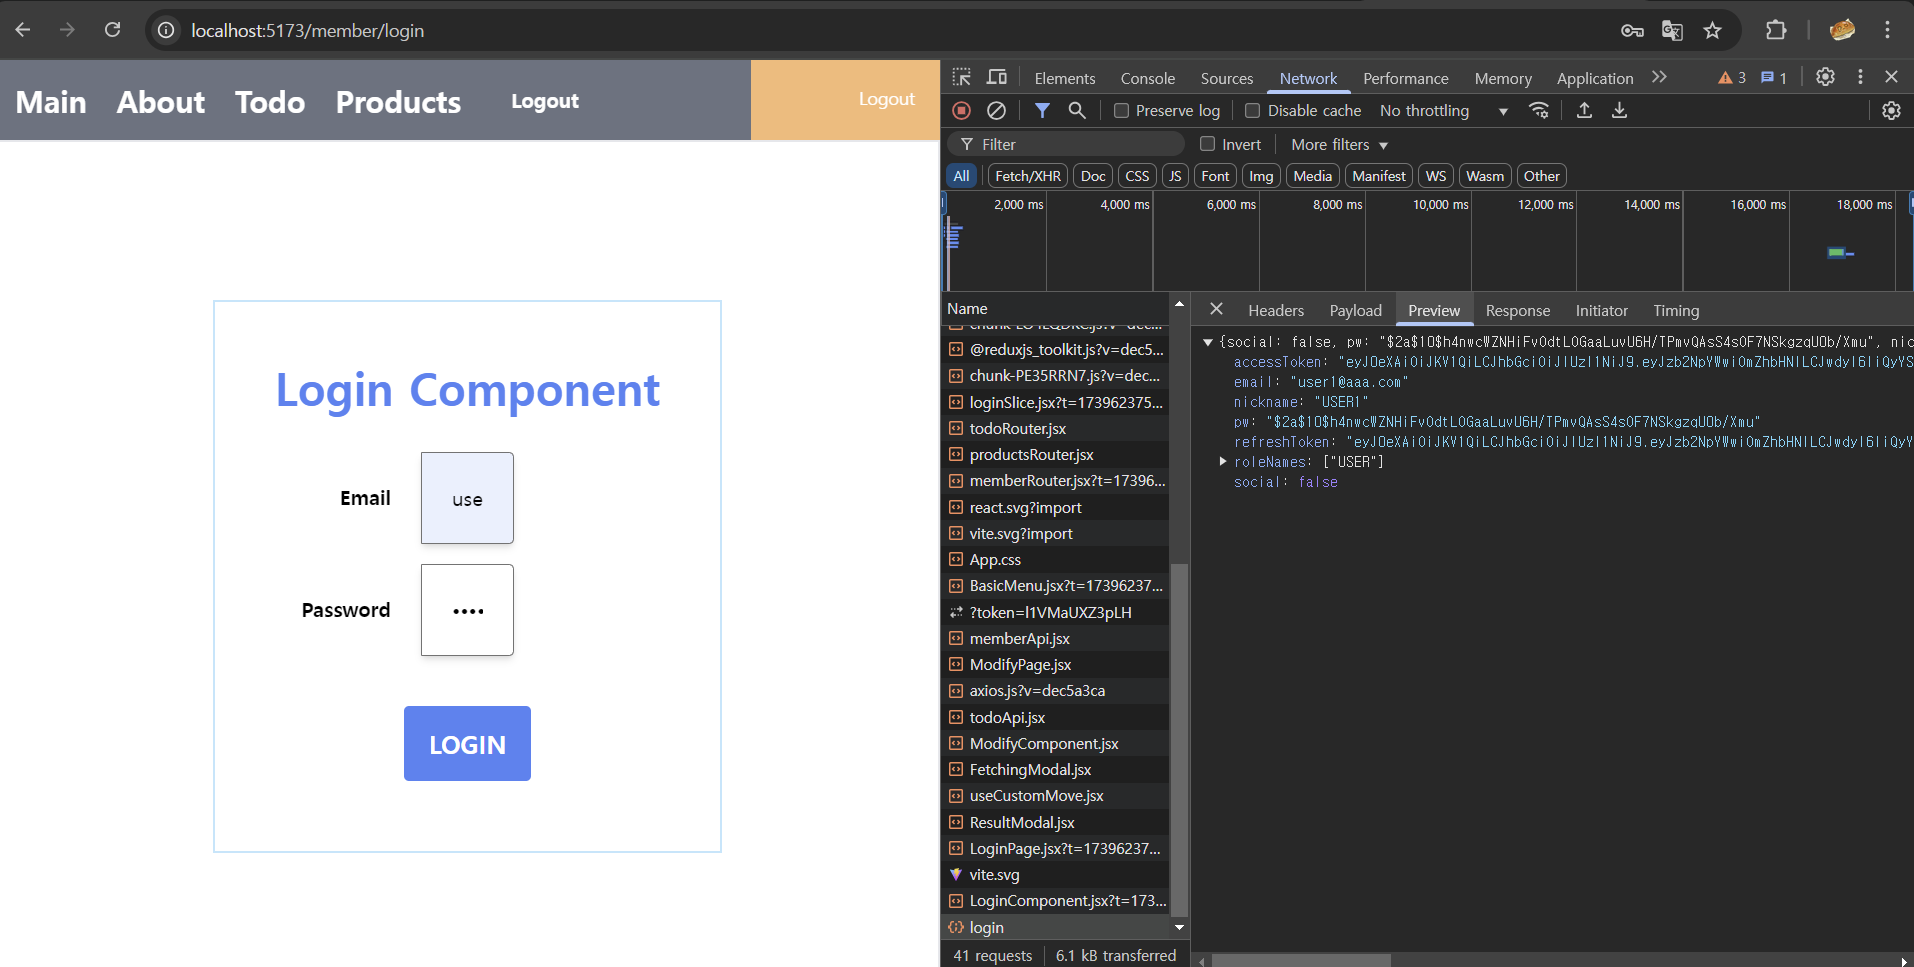 localhost:5173/member/login
Main About Todo Products Logout Logout
Login Component
Email use
Password ••••
LOGIN
Elements Console Sources Network Performance Memory Application 3 1
Preserve log Disable cache No throttling
Filter Invert More filters
All Fetch/XHR Doc CSS JS Font Img Media Manifest WS Wasm Other
2,000 ms 4,000 ms 6,000 ms 8,000 ms 10,000 ms 12,000 ms 14,000 ms 16,000 ms 18,000 ms
Name
@reduxjs_toolkit.js?v=dec5...
chunk-PE35RRN7.js?v=dec...
loginSlice.jsx?t=173962375...
todoRouter.jsx
productsRouter.jsx
memberRouter.jsx?t=17396...
react.svg?import
vite.svg?import
App.css
BasicMenu.jsx?t=17396237...
?token=l1VMaUXZ3pLH
memberApi.jsx
ModifyPage.jsx
axios.js?v=dec5a3ca
todoApi.jsx
ModifyComponent.jsx
FetchingModal.jsx
useCustomMove.jsx
ResultModal.jsx
LoginPage.jsx?t=17396237...
vite.svg
LoginComponent.jsx?t=173...
login
41 requests 6.1 kB transferred
Headers Payload Preview Response Initiator Timing
{social: false, pw: "$2a$10$h4nwcWZNHiFv0dtLOGaaLuvU6H/TPmvQAsS4sOF7NSkgzqUOb/Xmu", nic
accessToken: "eyJ0eXAiOiJKV1QiLCJhbGciOiJIUzI1NiJ9.eyJzb2NpYWwiOmZhbHNlLCJwdyI6IiQyYS
email: "user1@aaa.com"
nickname: "USER1"
pw: "$2a$10$h4nwcWZNHiFv0dtLOGaaLuvU6H/TPmvQAsS4sOF7NSkgzqUOb/Xmu"
refreshToken: "eyJ0eXAiOiJKV1QiLCJhbGciOiJIUzI1NiJ9.eyJzb2NpYWwiOmZhbHNlLCJwdyI6IiQyY
roleNames: ["USER"]
social: false